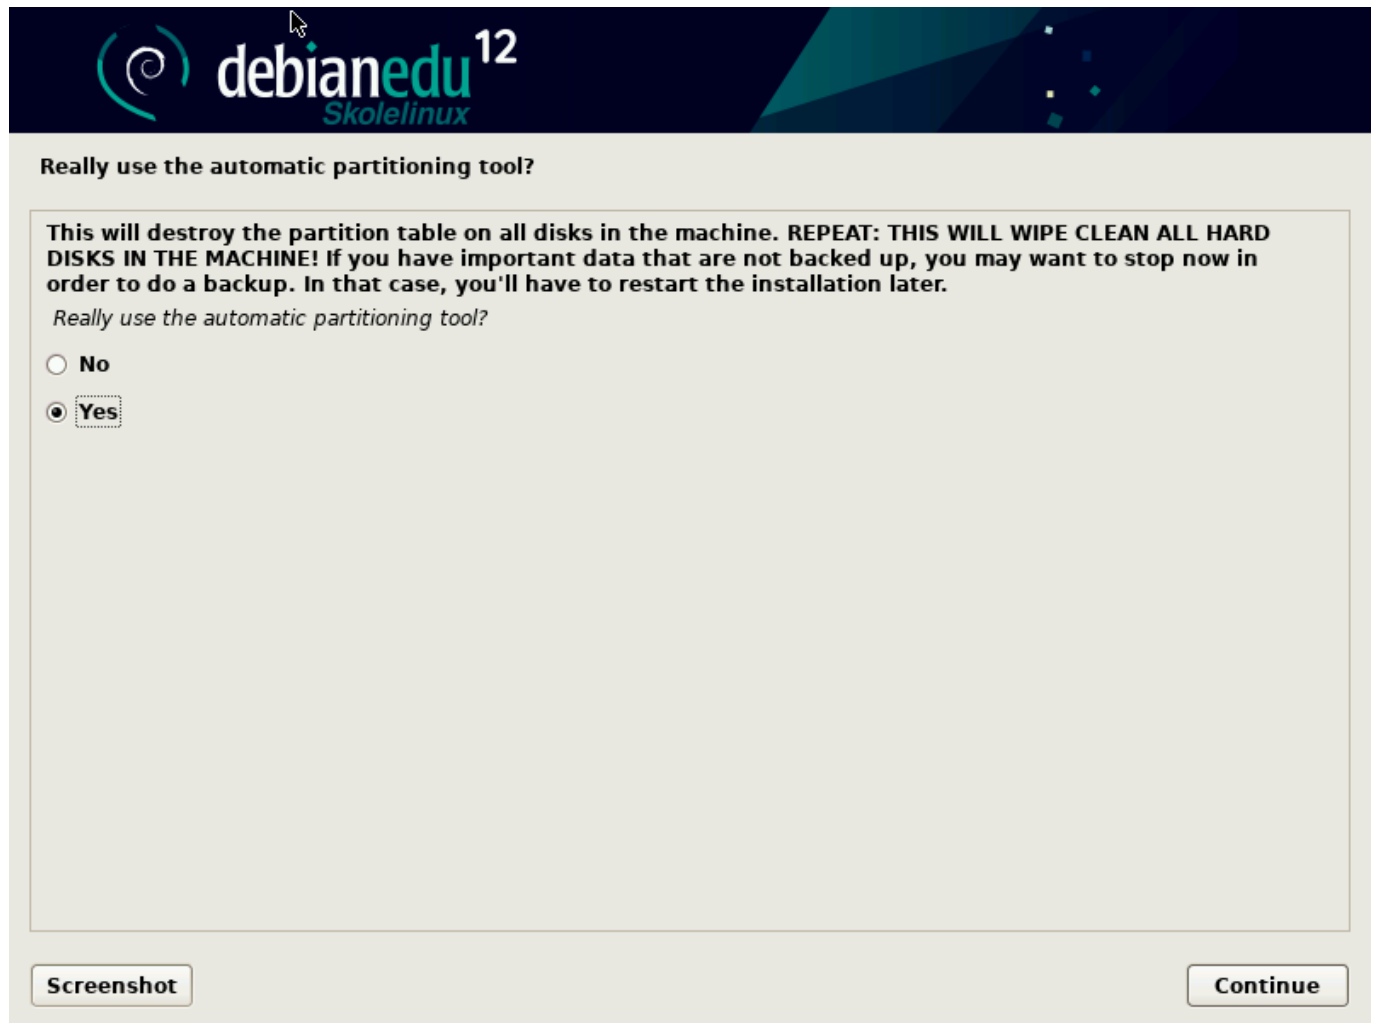 debianedu 12
Skolelinux
Really use the automatic partitioning tool?
This will destroy the partition table on all disks in the machine. REPEAT: THIS WILL WIPE CLEAN ALL HARD
DISKS IN THE MACHINE! If you have important data that are not backed up, you may want to stop now in
order to do a backup. In that case, you'll have to restart the installation later.
Really use the automatic partitioning tool?
No
Yes
Screenshot
Continue